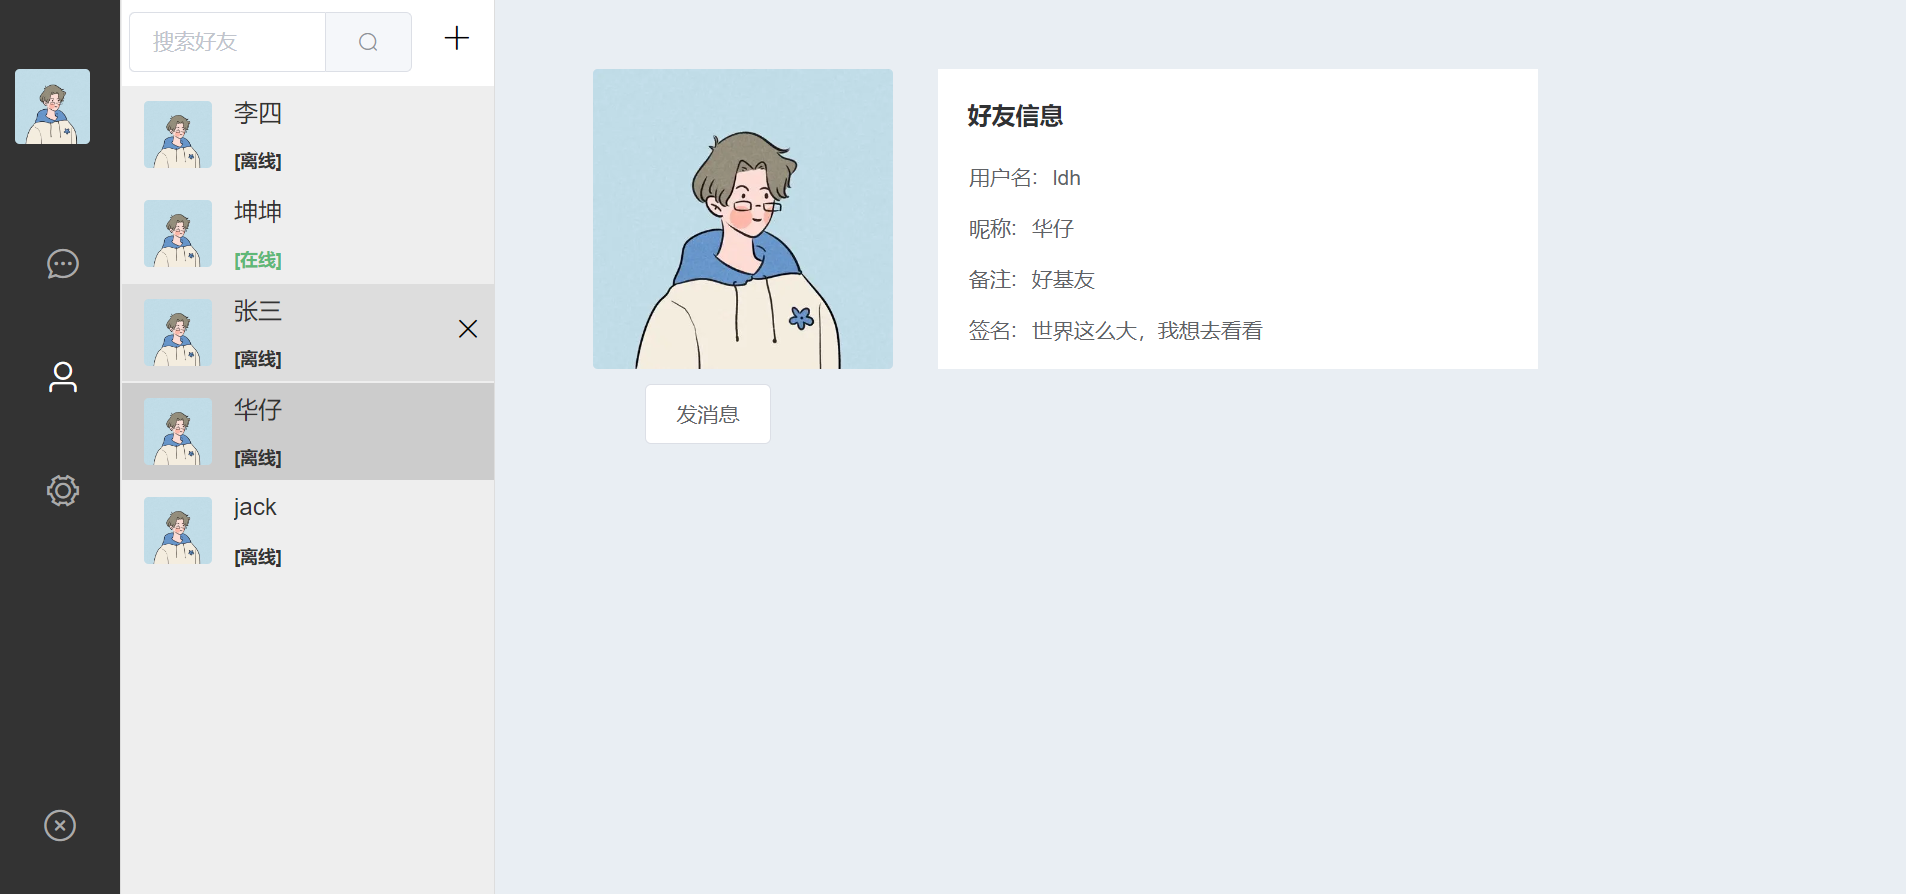 搜索好友
李四
[离线]
坤坤
[在线]
张三
[离线]
华仔
[离线]
jack
[离线]
好友信息
用户名：ldh
昵称：华仔
备注：好基友
签名：世界这么大，我想去看看
发消息